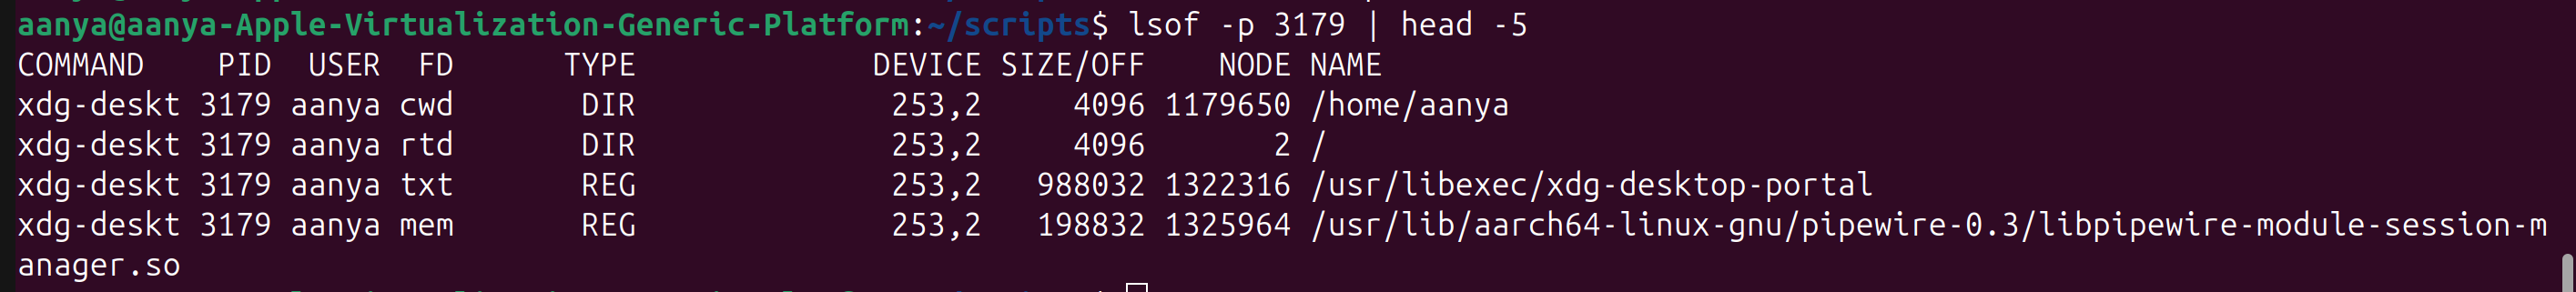 aanya@aanya-Apple-Virtualization-Generic-Platform:~/scripts$ lsof -p 3179 | head -5
COMMAND    PID  USER  FD      TYPE             DEVICE SIZE/OFF    NODE NAME
xdg-deskt 3179 aanya cwd       DIR              253,2     4096 1179650 /home/aanya
xdg-deskt 3179 aanya rtd       DIR              253,2     4096       2 /
xdg-deskt 3179 aanya txt       REG              253,2   988032 1322316 /usr/libexec/xdg-desktop-portal
xdg-deskt 3179 aanya mem       REG              253,2   198832 1325964 /usr/lib/aarch64-linux-gnu/pipewire-0.3/libpipewire-module-session-m
anager.so